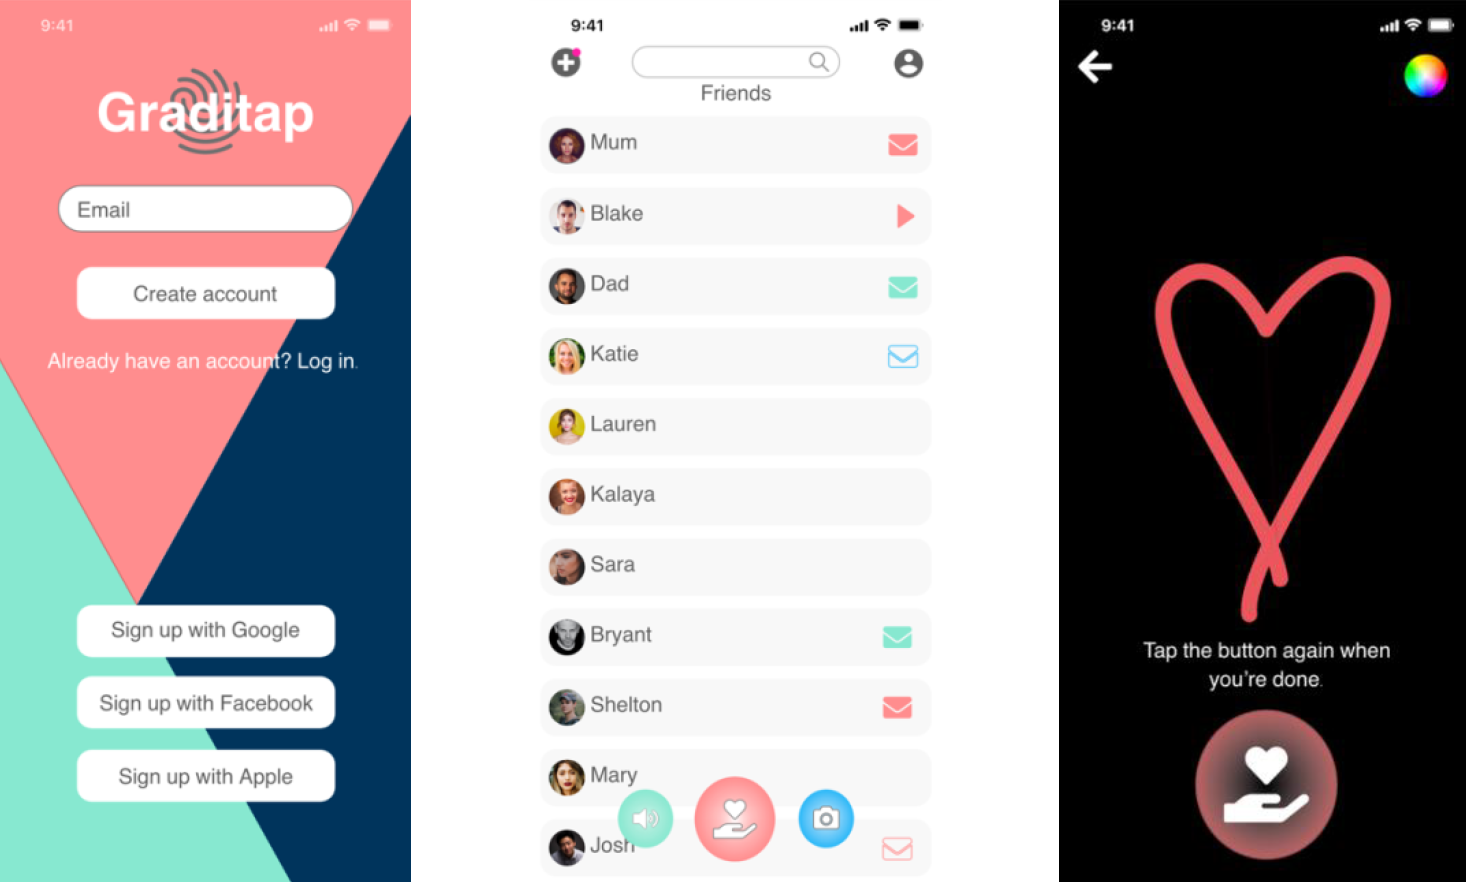 9:41
Graditap
Email
Create account
Already have an account? Log in.
Sign up with Google
Sign up with Facebook
Sign up with Apple
9:41
Friends
Mum
Blake
Dad
Katie
Lauren
Kalaya
Sara
Bryant
Shelton
Mary
Josh
9:41
Tap the button again when
you're done.